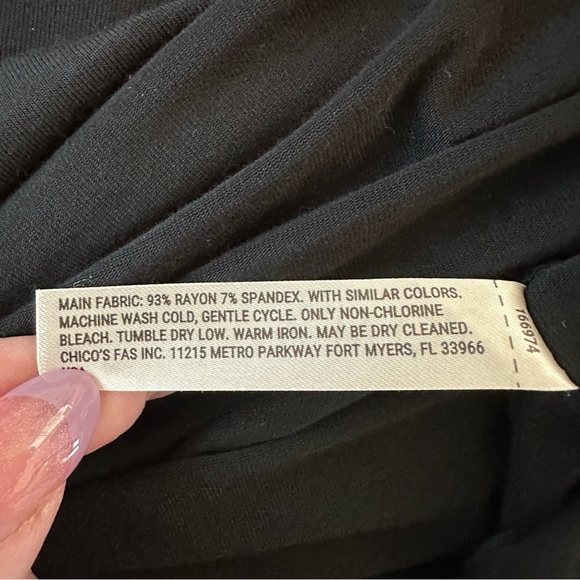 MAIN FABRIC: 93% RAYON 7% SPANDEX. WITH SIMILAR COLORS.
MACHINE WASH COLD, GENTLE CYCLE. ONLY NON-CHLORINE
BLEACH. TUMBLE DRY LOW. WARM IRON. MAY BE DRY CLEANED.
CHICO'S FAS INC. 11215 METRO PARKWAY FORT MYERS, FL 33966
166974